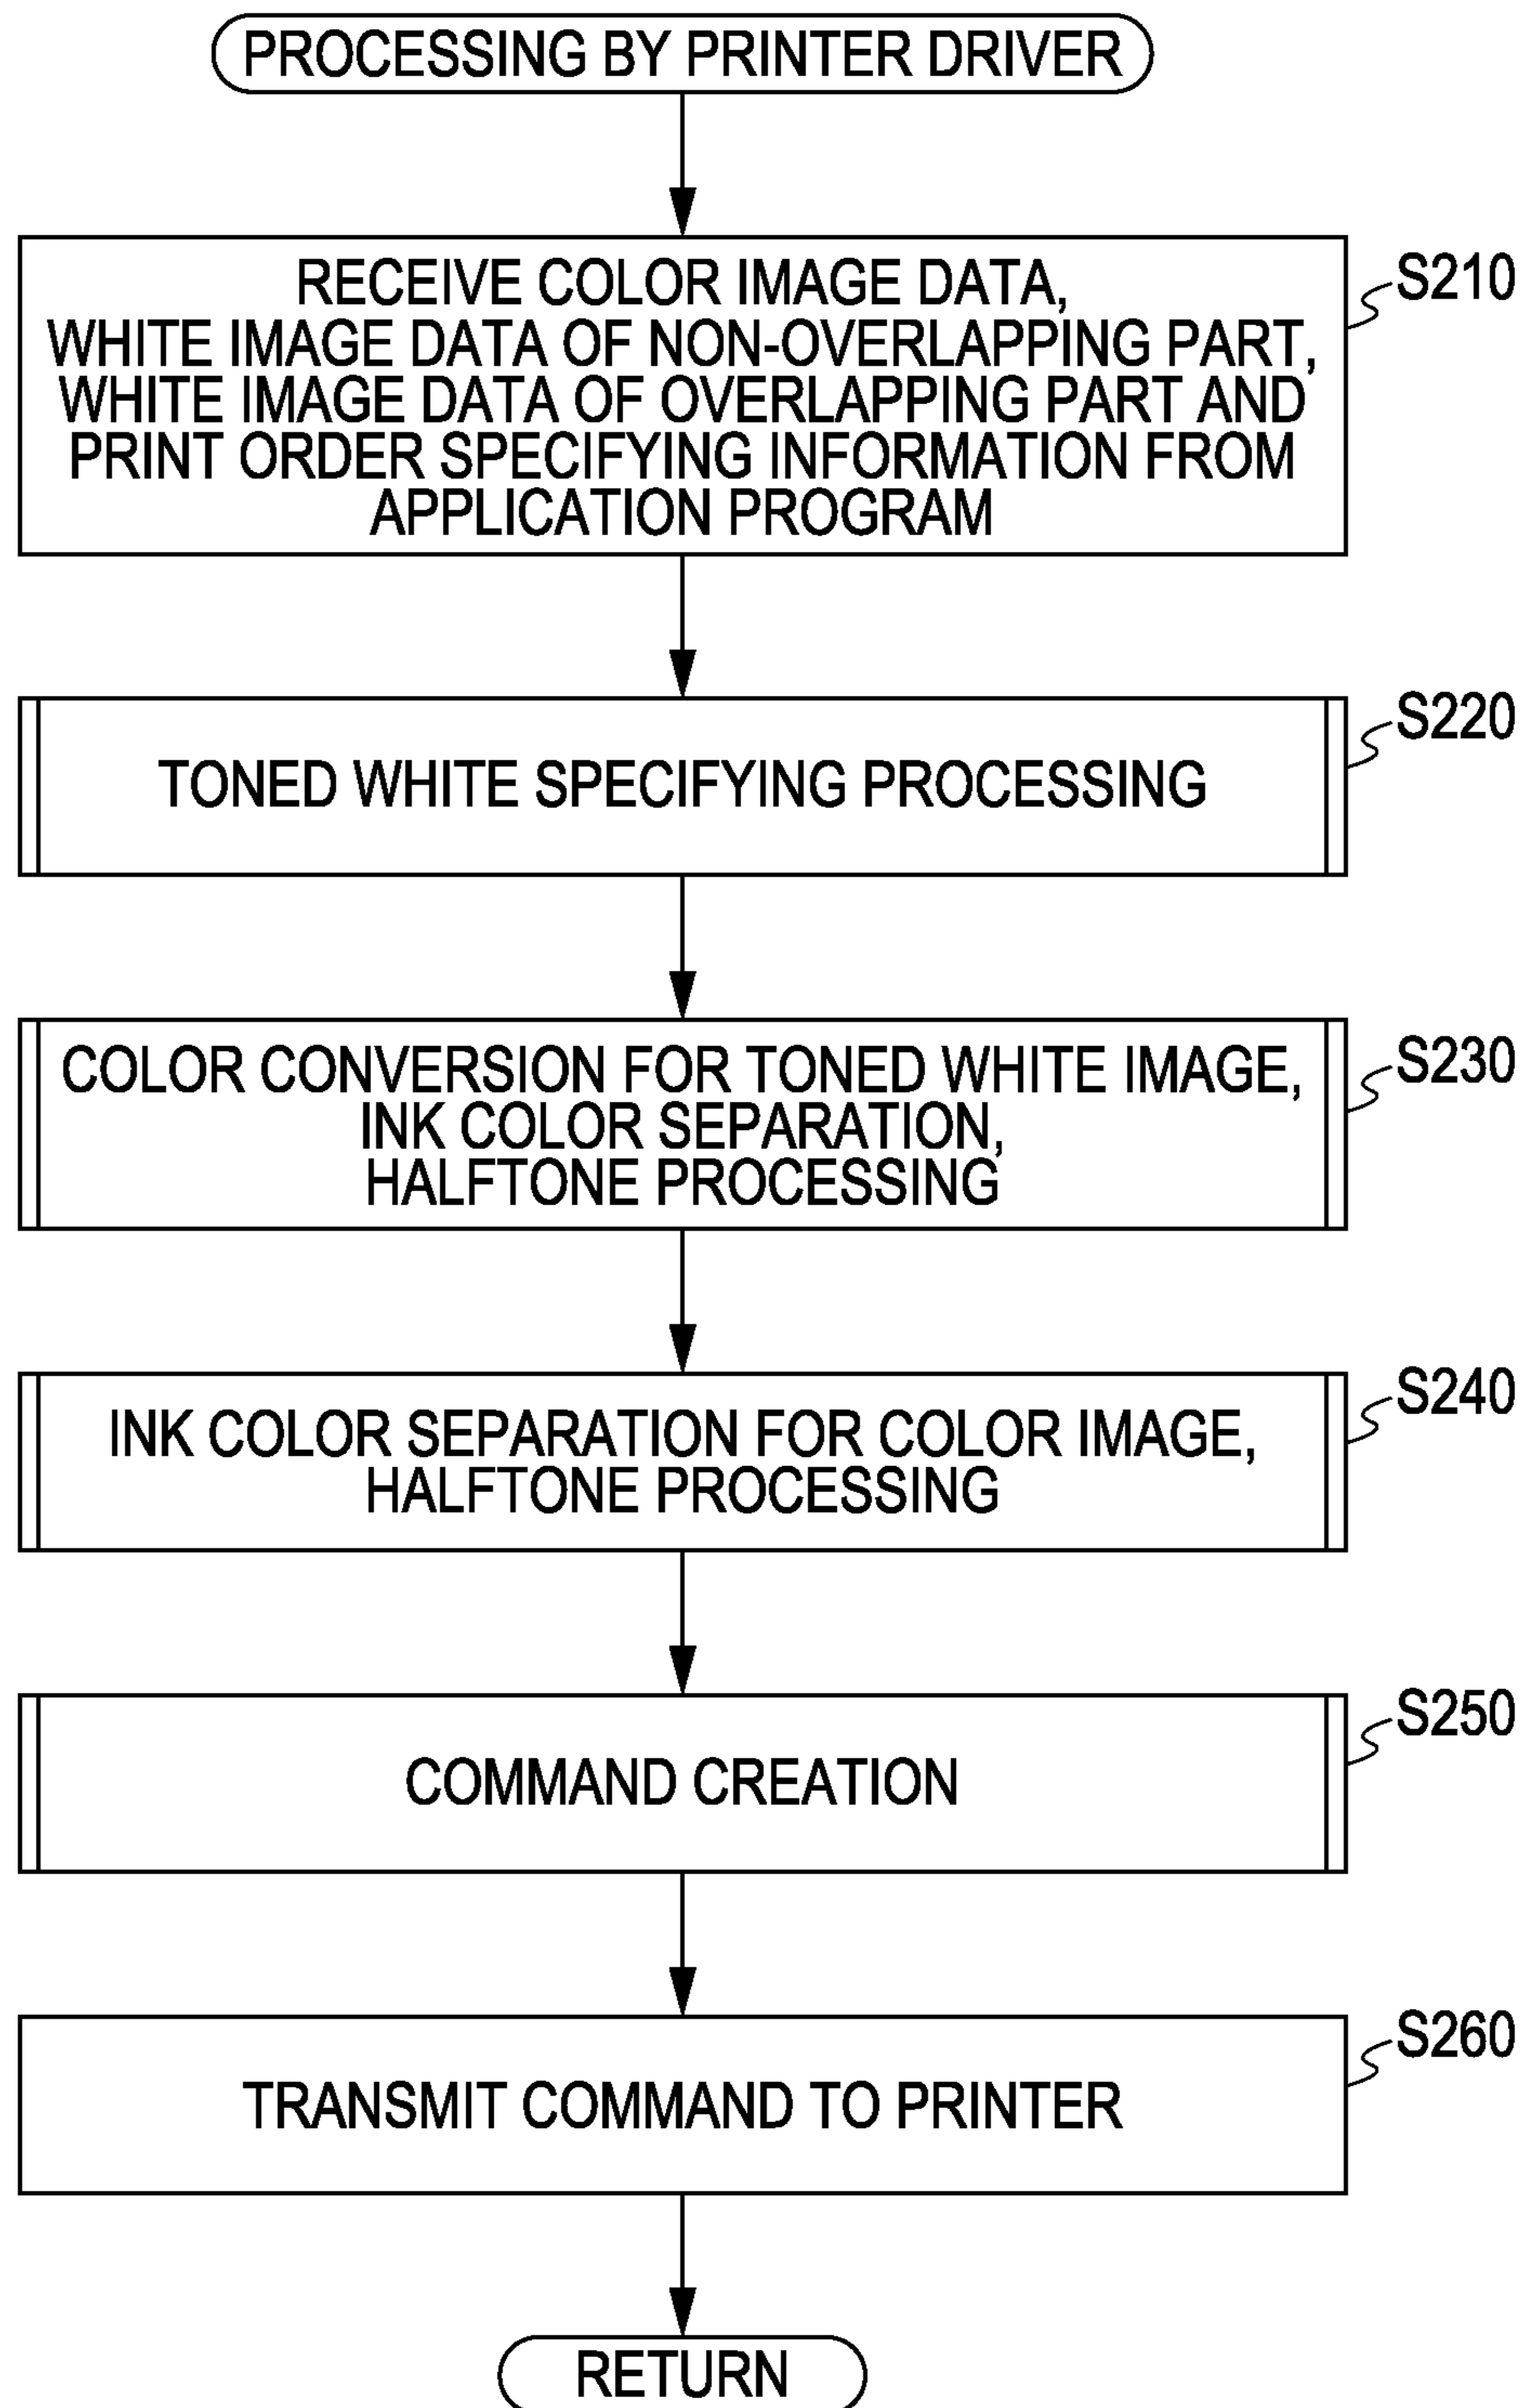 PROCESSING BY PRINTER DRIVER
RECEIVE COLOR IMAGE DATA,
WHITE IMAGE DATA OF NON-OVERLAPPING PART,
WHITE IMAGE DATA OF OVERLAPPING PART AND
PRINT ORDER SPECIFYING INFORMATION FROM
APPLICATION PROGRAM
S210
TONED WHITE SPECIFYING PROCESSING
S220
COLOR CONVERSION FOR TONED WHITE IMAGE,
INK COLOR SEPARATION,
HALFTONE PROCESSING
S230
INK COLOR SEPARATION FOR COLOR IMAGE,
HALFTONE PROCESSING
S240
COMMAND CREATION
S250
TRANSMIT COMMAND TO PRINTER
S260
RETURN